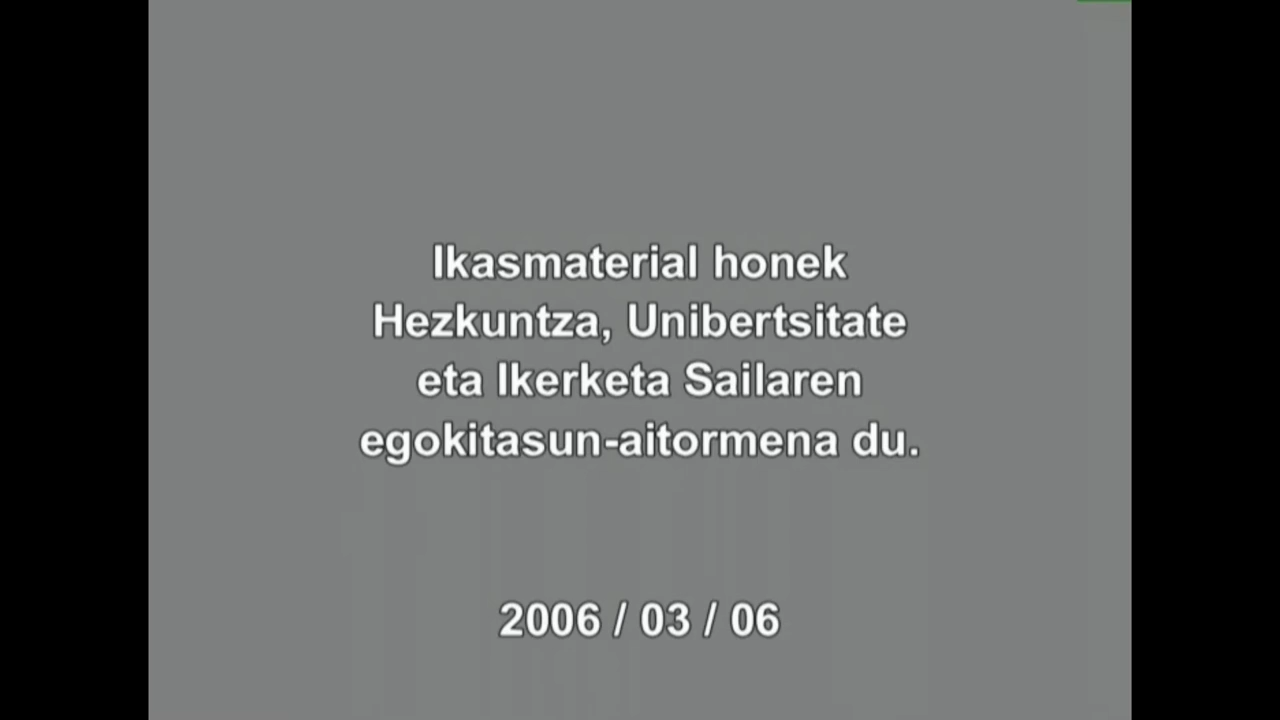 Ikasmaterial honek
Hezkuntza, Unibertsitate
eta Ikerketa Sailaren
egokitasun-aitormena du.
2006 / 03 / 06